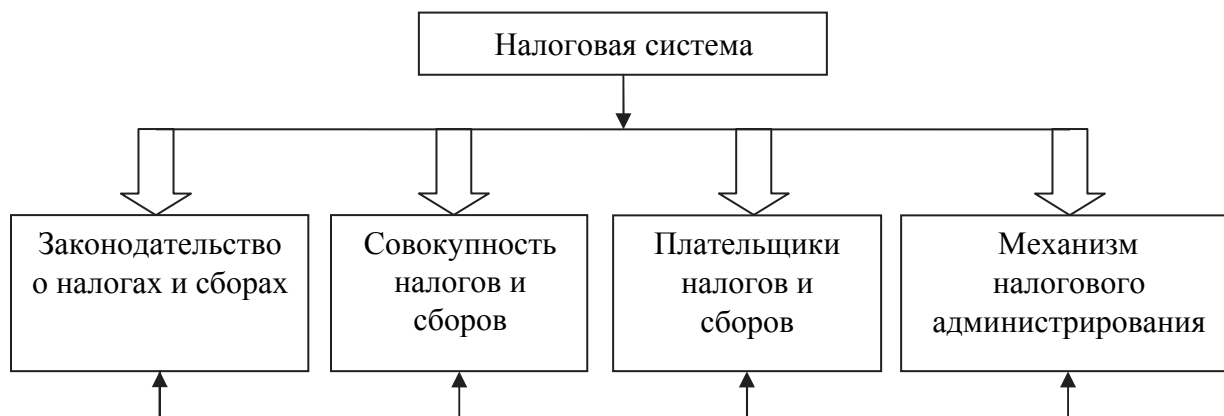 Налоговая система
Законодательство
о налогах и сборах
Совокупность
налогов и
сборов
Плательщики
налогов и
сборов
Механизм
налогового
администрирования